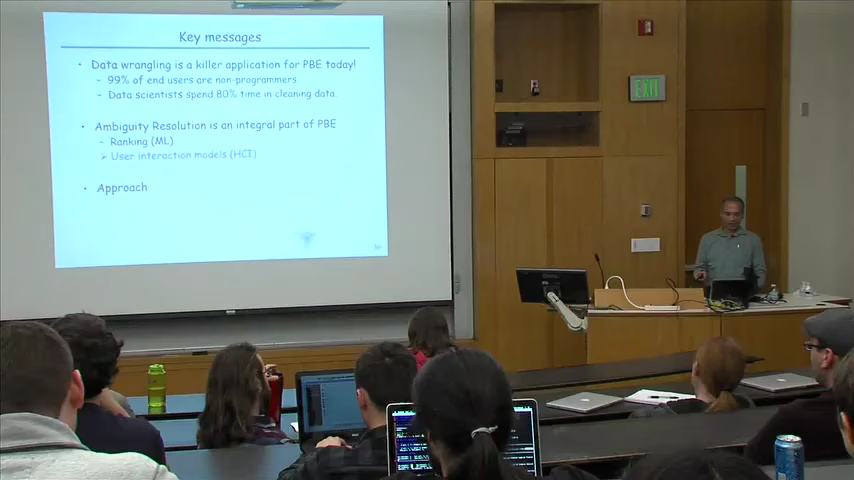 Key messages
• Data wrangling is a killer application for PBE today!
– 99% of end users are non-programmers
– Data scientists spend 80% time in cleaning data.
• Ambiguity Resolution is an integral part of PBE
– Ranking (ML)
➢ User interaction models (HCI)
• Approach
EXIT